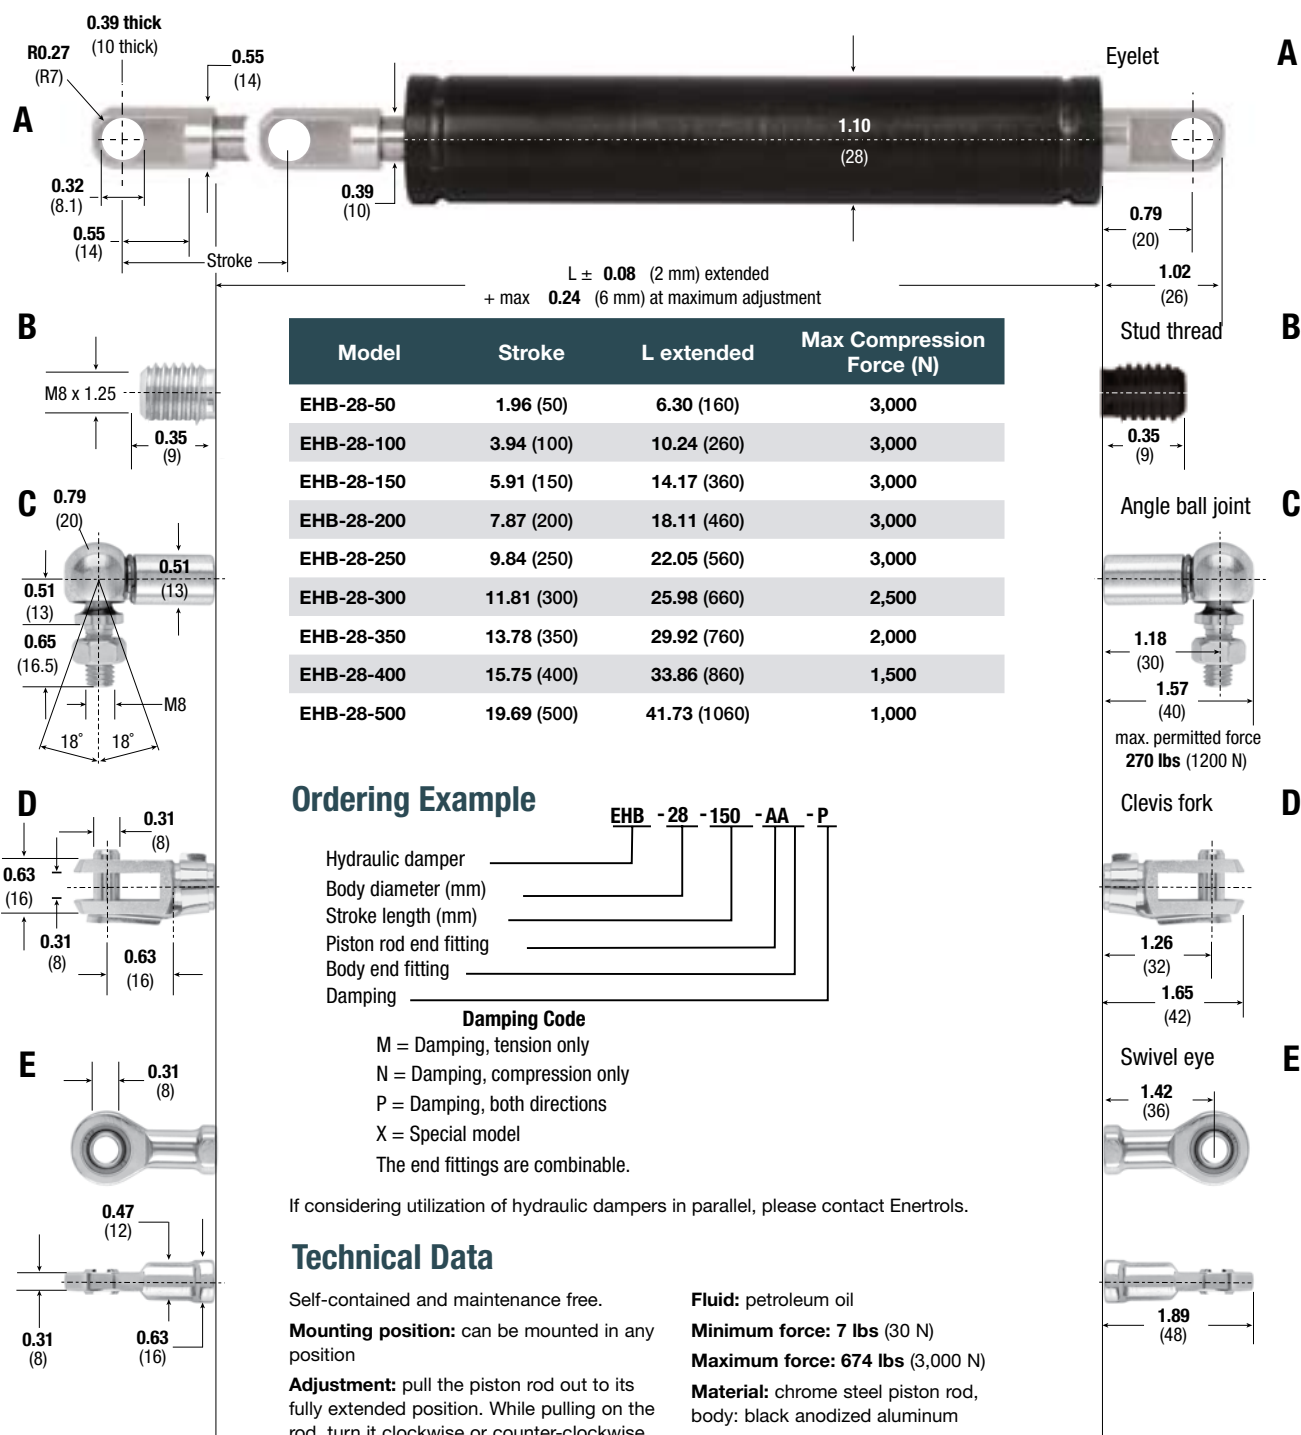 0.39 thick
(10 thick)
R0.27
(R7)
0.55
(14)
Eyelet
A
A
1.10
(28)
0.32
(8.1)
0.39
(10)
0.55
(14)
Stroke
0.79
(20)
1.02
(26)
L ± 0.08 (2 mm) extended
+ max 0.24 (6 mm) at maximum adjustment
B
Stud thread
B
M8 x 1.25
0.35
(9)
0.35
(9)
Model Stroke L extended Max Compression
Force (N)
EHB-28-50 1.96 (50) 6.30 (160) 3,000
EHB-28-100 3.94 (100) 10.24 (260) 3,000
EHB-28-150 5.91 (150) 14.17 (360) 3,000
EHB-28-200 7.87 (200) 18.11 (460) 3,000
EHB-28-250 9.84 (250) 22.05 (560) 3,000
EHB-28-300 11.81 (300) 25.98 (660) 2,500
EHB-28-350 13.78 (350) 29.92 (760) 2,000
EHB-28-400 15.75 (400) 33.86 (860) 1,500
EHB-28-500 19.69 (500) 41.73 (1060) 1,000
C
0.79
(20)
0.51
(13)
0.51
(13)
0.65
(16.5)
M8
18°
18°
Angle ball joint
C
1.18
(30)
1.57
(40)
max. permitted force
270 lbs (1200 N)
Ordering Example
EHB - 28 - 150 - AA - P
Hydraulic damper
Body diameter (mm)
Stroke length (mm)
Piston rod end fitting
Body end fitting
Damping
Damping Code
M = Damping, tension only
N = Damping, compression only
P = Damping, both directions
X = Special model
The end fittings are combinable.
D
0.31
(8)
0.63
(16)
0.31
(8)
0.63
(16)
Clevis fork
D
1.26
(32)
1.65
(42)
E
0.31
(8)
0.47
(12)
0.31
(8)
0.63
(16)
Swivel eye
E
1.42
(36)
1.89
(48)
If considering utilization of hydraulic dampers in parallel, please contact Enertrols.
Technical Data
Self-contained and maintenance free.
Mounting position: can be mounted in any
position
Adjustment: pull the piston rod out to its
fully extended position. While pulling on the
rod, turn it clockwise or counter-clockwise
Fluid: petroleum oil
Minimum force: 7 lbs (30 N)
Maximum force: 674 lbs (3,000 N)
Material: chrome steel piston rod,
body: black anodized aluminum